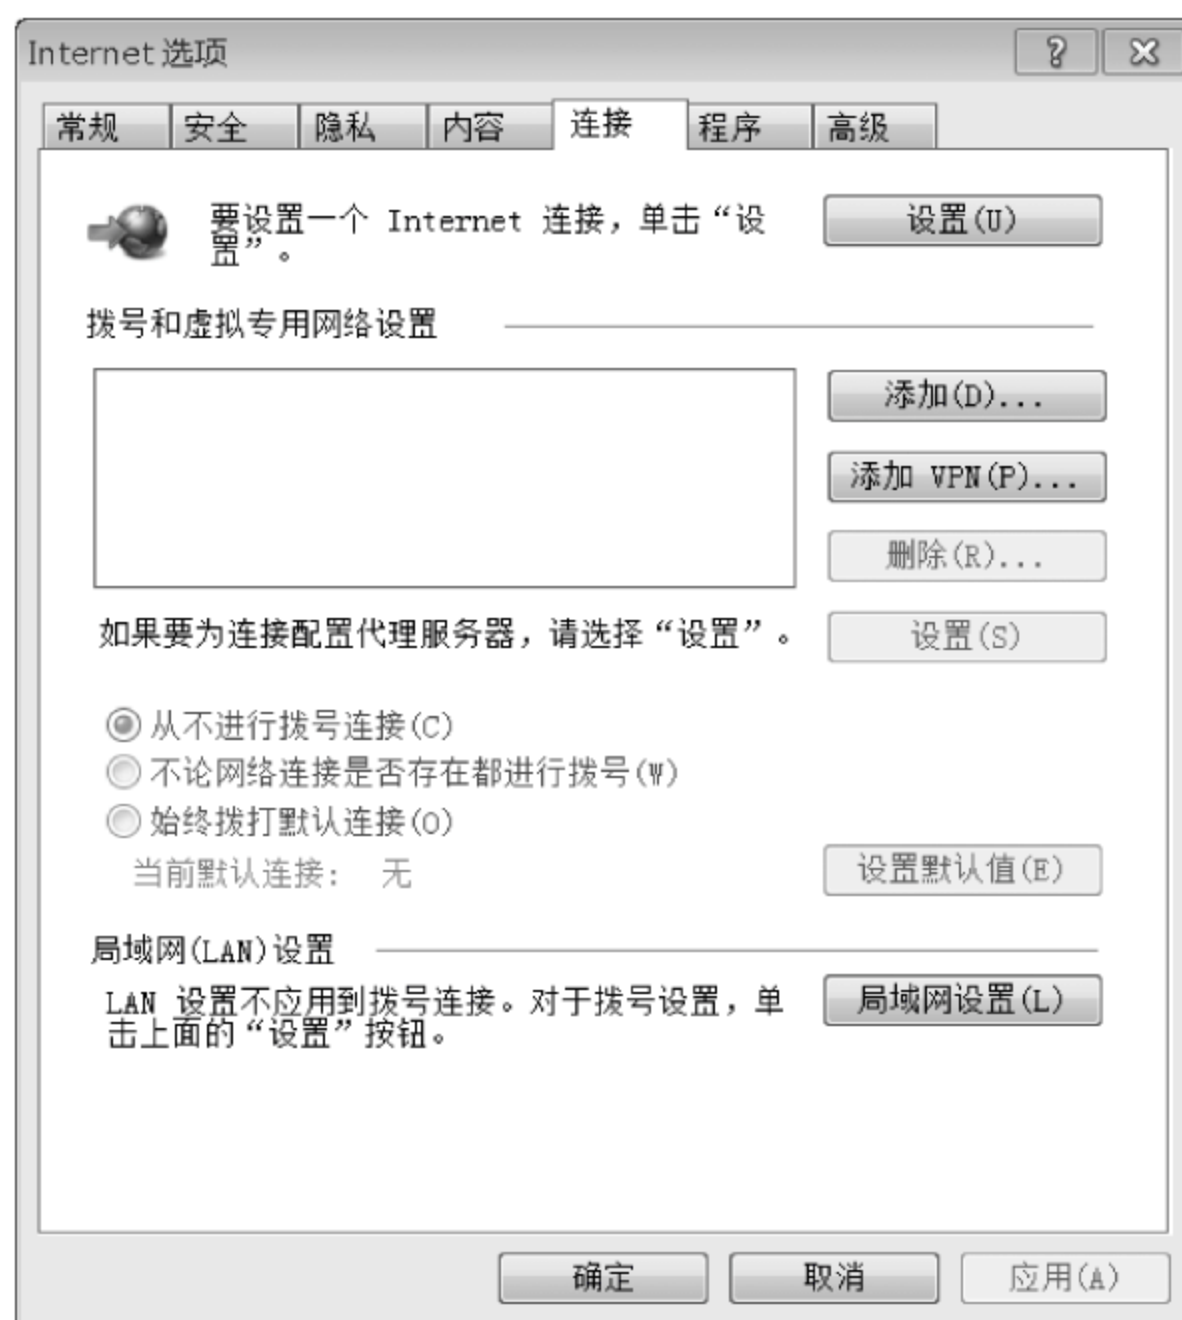 Internet 选项
常规 安全 隐私 内容 连接 程序 高级
要设置一个 Internet 连接，单击“设
置”。
设置(U)
拨号和虚拟专用网络设置
添加(D)...
添加 VPN(P)...
删除(R)...
如果要为连接配置代理服务器，请选择“设置”。
设置(S)
从不进行拨号连接(C)
不论网络连接是否存在都进行拨号(W)
始终拨打默认连接(O)
当前默认连接： 无
设置默认值(E)
局域网(LAN)设置
LAN 设置不应用到拨号连接。对于拨号设置，单
击上面的“设置”按钮。
局域网设置(L)
确定 取消 应用(A)